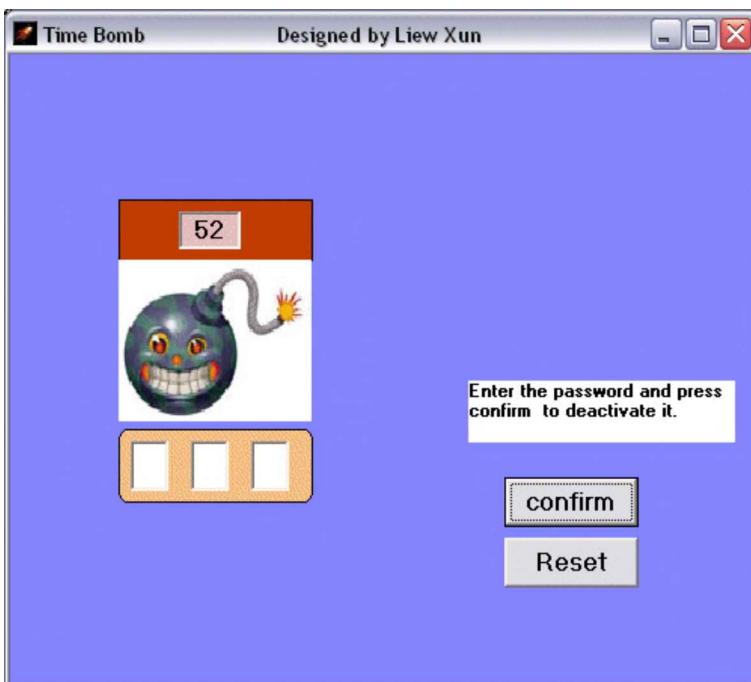 Time Bomb Designed by Liew Xun
52
Enter the password and press
confirm to deactivate it.
confirm
Reset